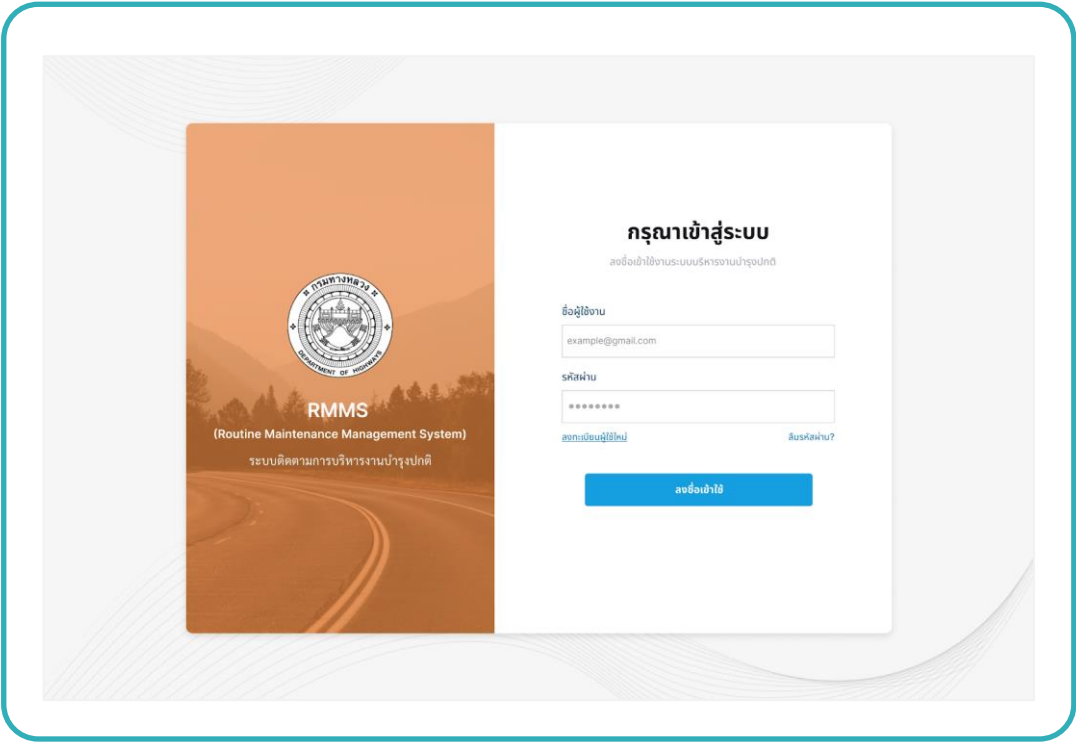 กรมทางหลวง
DEPARTMENT OF HIGHWAYS
RMMS
(Routine Maintenance Management System)
ระบบติดตามการบริหารงานบำรุงปกติ
กรุณาเข้าสู่ระบบ
ลงชื่อเข้าใช้งานระบบบริหารงานบำรุงปกติ
ชื่อผู้ใช้งาน
example@gmail.com
รหัสผ่าน
ลงทะเบียนผู้ใช้ใหม่
ลืมรหัสผ่าน?
ลงชื่อเข้าใช้